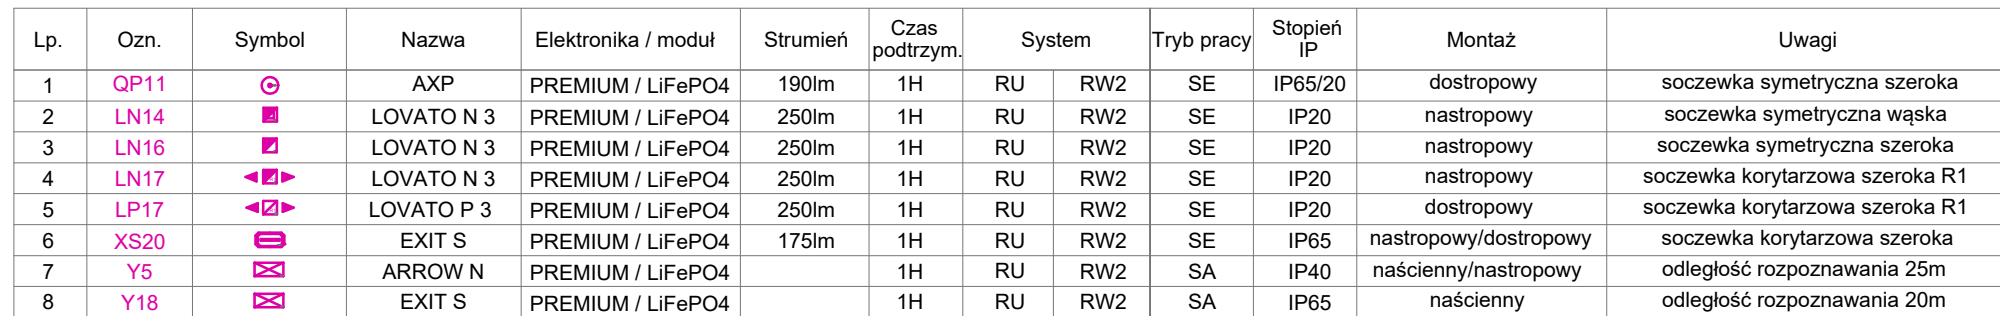 Lp. Ozn. Symbol Nazwa Elektronika / moduł Strumień Czas podtrzym. System Tryb pracy Stopień IP Montaż Uwagi
1 QP11 AXP PREMIUM / LiFePO4 190lm 1H RU RW2 SE IP65/20 dostropowy soczewka symetryczna szeroka
2 LN14 LOVATO N 3 PREMIUM / LiFePO4 250lm 1H RU RW2 SE IP20 nastropowy soczewka symetryczna wąska
3 LN16 LOVATO N 3 PREMIUM / LiFePO4 250lm 1H RU RW2 SE IP20 nastropowy soczewka symetryczna szeroka
4 LN17 LOVATO N 3 PREMIUM / LiFePO4 250lm 1H RU RW2 SE IP20 nastropowy soczewka korytarzowa szeroka R1
5 LP17 LOVATO P 3 PREMIUM / LiFePO4 250lm 1H RU RW2 SE IP20 dostropowy soczewka korytarzowa szeroka R1
6 XS20 EXIT S PREMIUM / LiFePO4 175lm 1H RU RW2 SE IP65 nastropowy/dostropowy soczewka korytarzowa szeroka
7 Y5 ARROW N PREMIUM / LiFePO4 1H RU RW2 SA IP40 naścienny/nastropowy odległość rozpoznawania 25m
8 Y18 EXIT S PREMIUM / LiFePO4 1H RU RW2 SA IP65 naścienny odległość rozpoznawania 20m